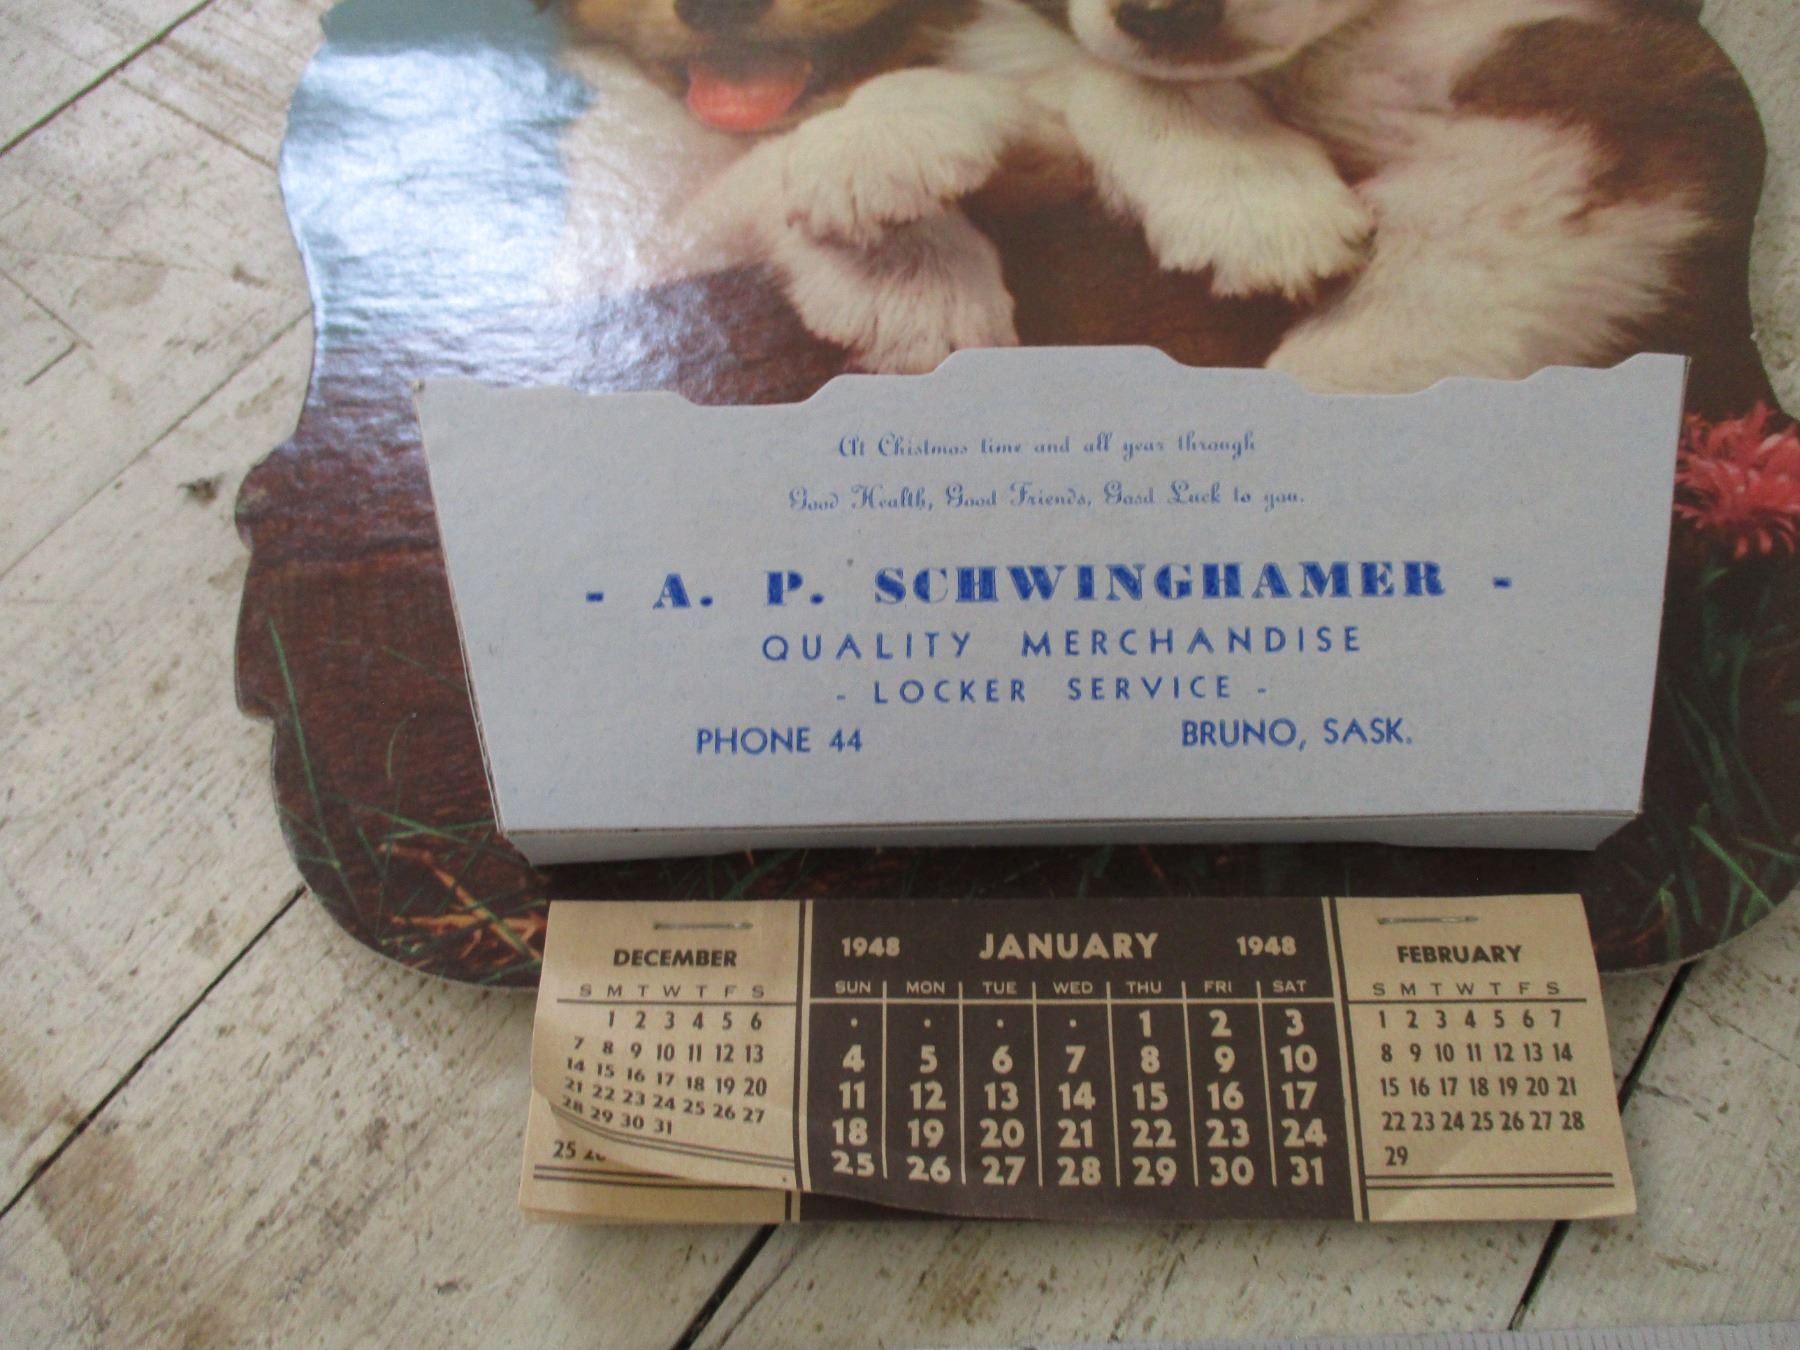 At Chistmas time and all year through
Good Health, Good Friends, Good Luck to you.
- A. P. SCHWINGHAMER -
QUALITY MERCHANDISE
- LOCKER SERVICE -
PHONE 44 BRUNO, SASK.
DECEMBER
S M T W T F S
1 2 3 4 5 6
7 8 9 10 11 12 13
14 15 16 17 18 19 20
21 22 23 24 25 26 27
28 29 30 31
25
1948 JANUARY 1948
SUN MON TUE WED THU FRI SAT
. . . . 1 2 3
4 5 6 7 8 9 10
11 12 13 14 15 16 17
18 19 20 21 22 23 24
25 26 27 28 29 30 31
FEBRUARY
S M T W T F S
1 2 3 4 5 6 7
8 9 10 11 12 13 14
15 16 17 18 19 20 21
22 23 24 25 26 27 28
29